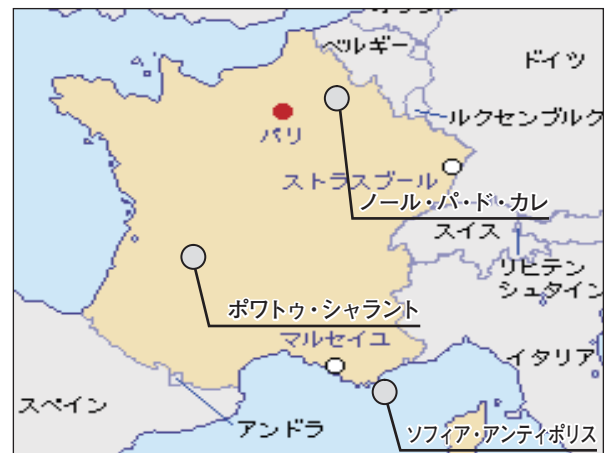 ベルギー
ドイツ
ルクセンブルク
パリ
ストラスブール
ノール・パ・ド・カレ
スイス
リヒテン
シュタイン
ポワトゥ・シャラント
マルセイユ
イタリア
スペイン
アンドラ
ソフィア・アンティポリス